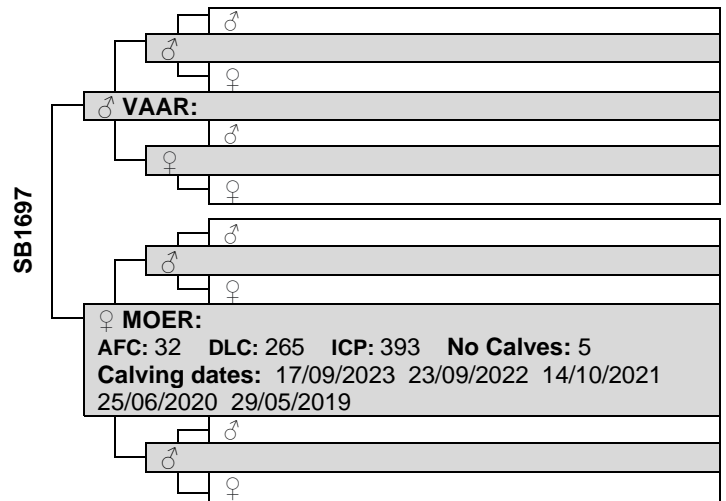 ♂
♂
♀
♂ VAAR:
♂
♀
♀
SB1697
♂
♂
♀
♀ MOER:
AFC: 32 DLC: 265 ICP: 393 No Calves: 5
Calving dates: 17/09/2023 23/09/2022 14/10/2021
25/06/2020 29/05/2019
♂
♂
♀